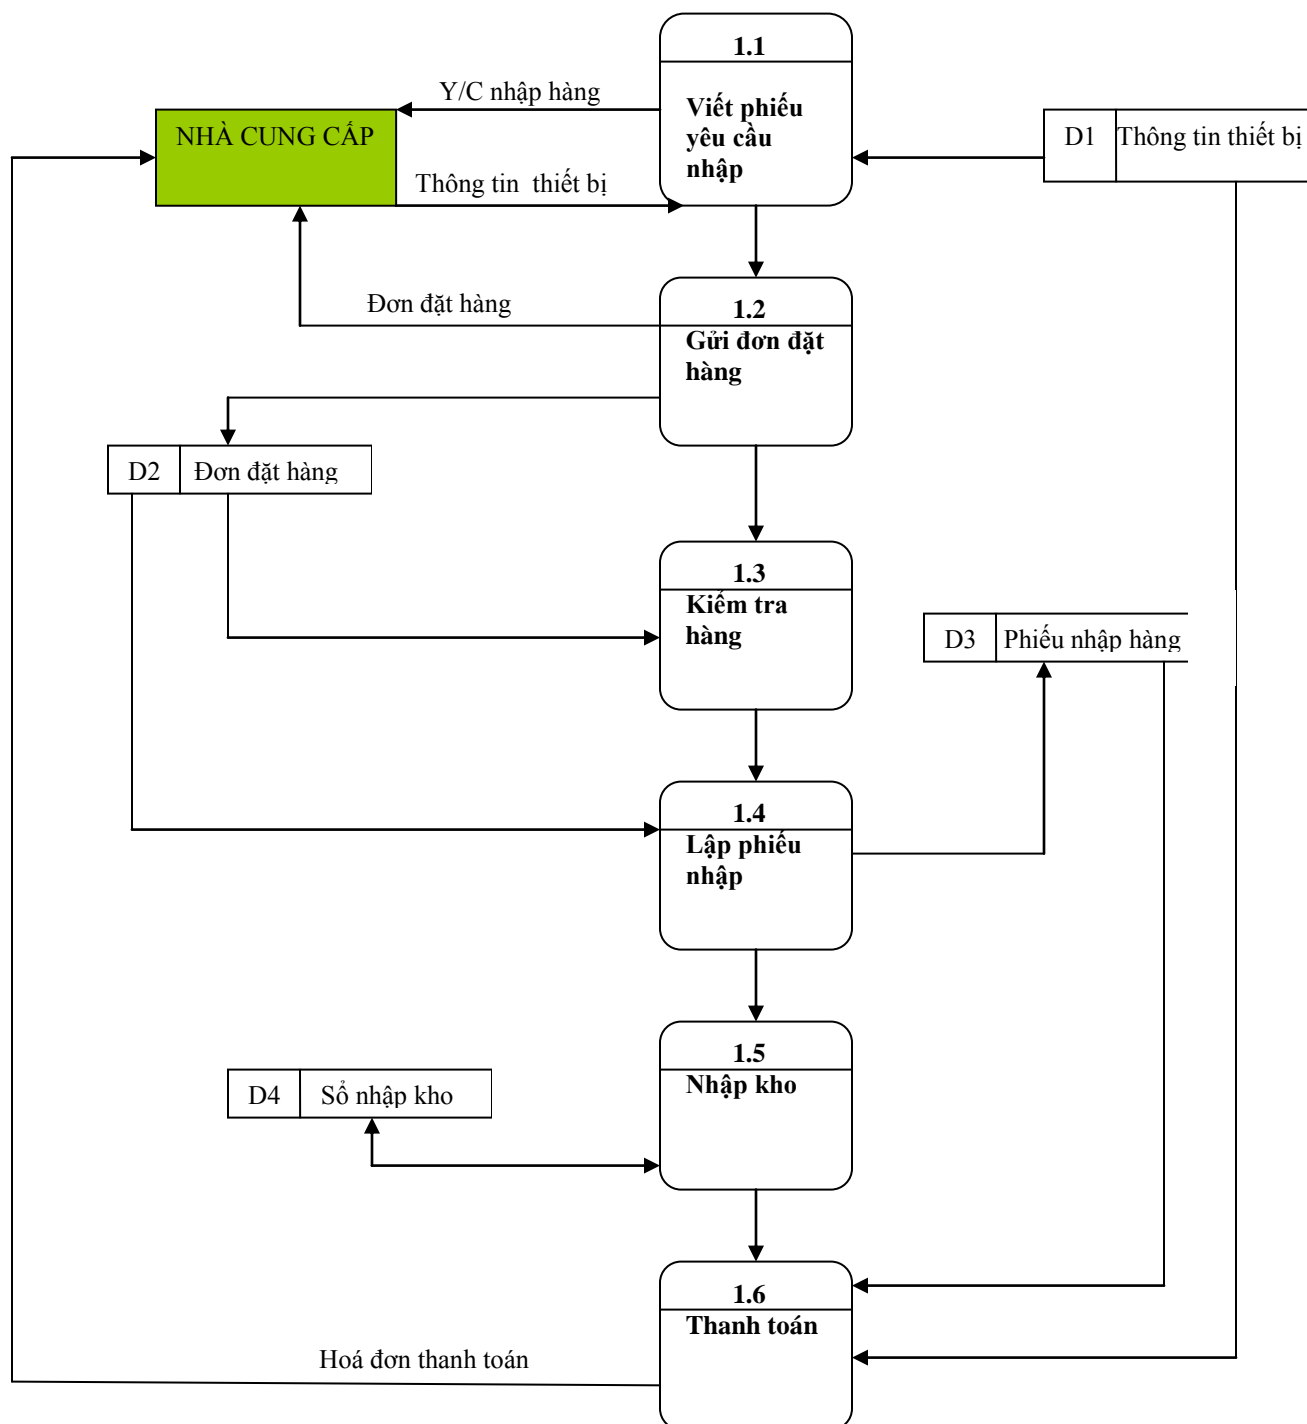 1.1
Y/C nhập hàng
Viết phiếu
yêu cầu
nhập
NHÀ CUNG CẤP
D1
Thông tin thiết bị
Thông tin thiết bị
1.2
Đơn đặt hàng
Gửi đơn đặt
hàng
D2
Đơn đặt hàng
1.3
Kiểm tra
hàng
D3
Phiếu nhập hàng
1.4
Lập phiếu
nhập
1.5
Nhập kho
D4
Sổ nhập kho
1.6
Thanh toán
Hoá đơn thanh toán